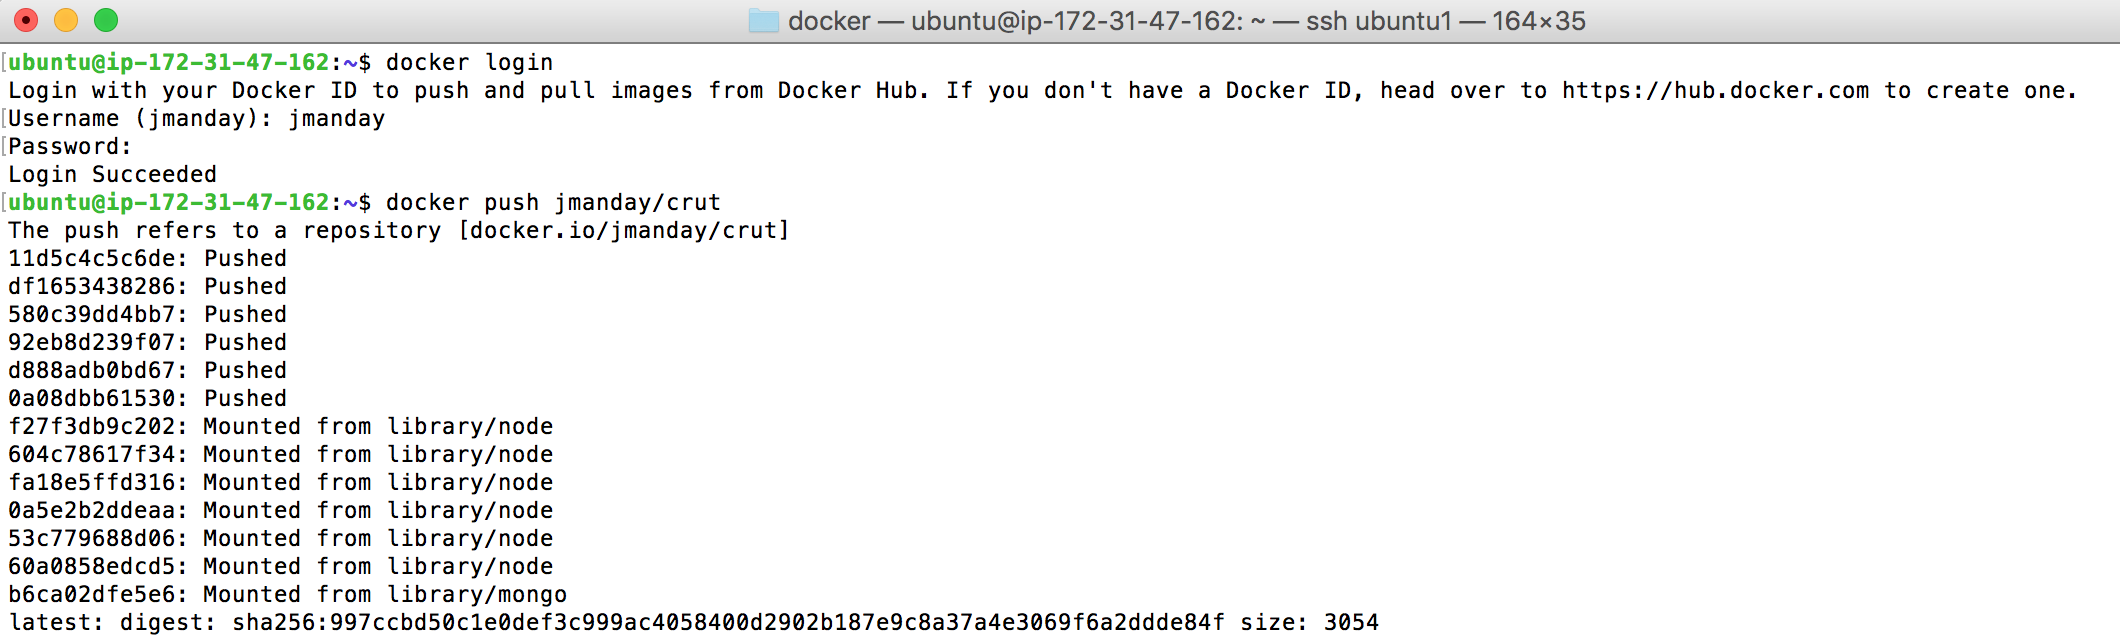 docker — ubuntu@ip-172-31-47-162: ~ — ssh ubuntu1 — 164×35
[ubuntu@ip-172-31-47-162:~$ docker login
Login with your Docker ID to push and pull images from Docker Hub. If you don't have a Docker ID, head over to https://hub.docker.com to create one.
[Username (jmanday): jmanday
[Password:
Login Succeeded
[ubuntu@ip-172-31-47-162:~$ docker push jmanday/crut
The push refers to a repository [docker.io/jmanday/crut]
11d5c4c5c6de: Pushed
df1653438286: Pushed
580c39dd4bb7: Pushed
92eb8d239f07: Pushed
d888adb0bd67: Pushed
0a08dbb61530: Pushed
f27f3db9c202: Mounted from library/node
604c78617f34: Mounted from library/node
fa18e5ffd316: Mounted from library/node
0a5e2b2ddeaa: Mounted from library/node
53c779688d06: Mounted from library/node
60a0858edcd5: Mounted from library/node
b6ca02dfe5e6: Mounted from library/mongo
latest: digest: sha256:997ccbd50c1e0def3c999ac4058400d2902b187e9c8a37a4e3069f6a2ddde84f size: 3054